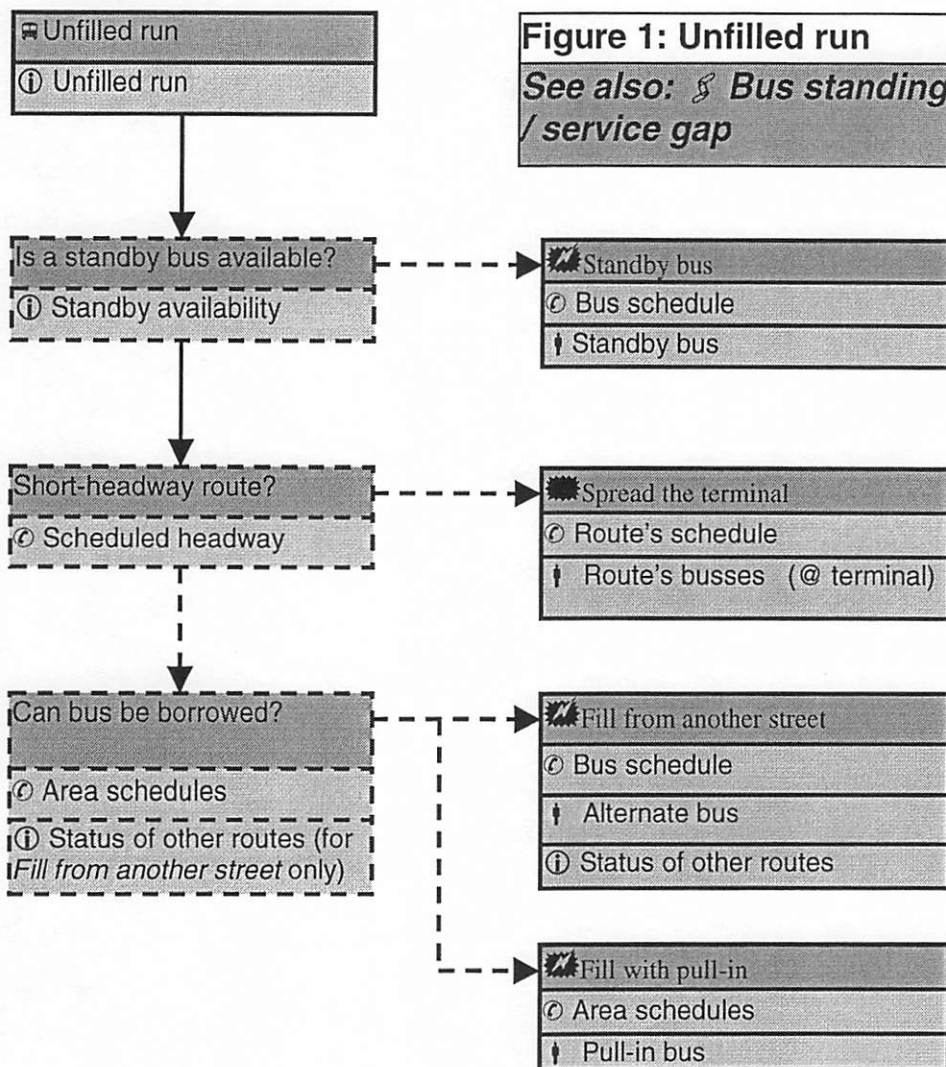 Unfilled run
ⓘ Unfilled run
Figure 1: Unfilled run
See also: Bus standing
/ service gap
Is a standby bus available?
ⓘ Standby availability
Standby bus
✆ Bus schedule
Standby bus
Short-headway route?
✆ Scheduled headway
Spread the terminal
✆ Route's schedule
Route's busses (@ terminal)
Can bus be borrowed?
✆ Area schedules
ⓘ Status of other routes (for
Fill from another street only)
Fill from another street
✆ Bus schedule
Alternate bus
ⓘ Status of other routes
Fill with pull-in
✆ Area schedules
Pull-in bus